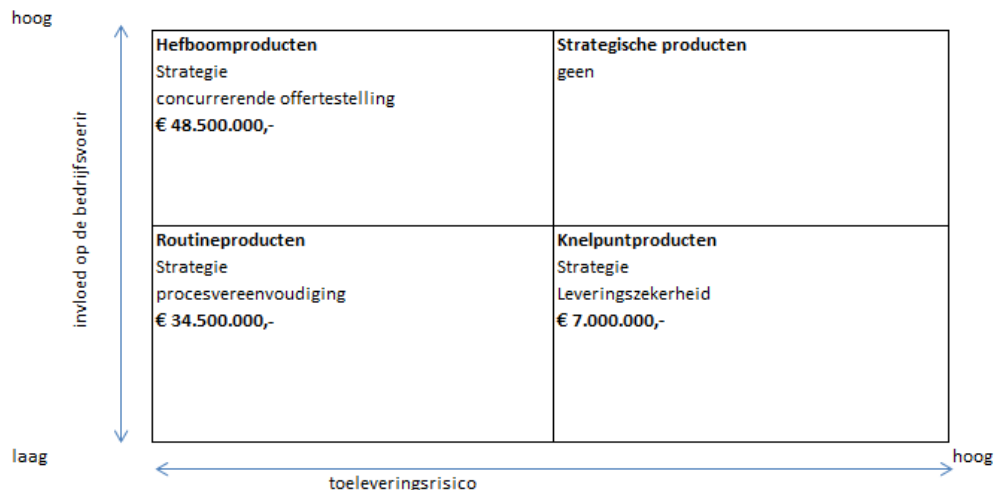 hoog
Hefboomproducten
Strategie
concurrerende offertestelling
€ 48.500.000,-
Strategische producten
geen
invloed op de bedrijfsvoerir
Routineproducten
Strategie
procesvereenvoudiging
€ 34.500.000,-
Knelpuntproducten
Strategie
Leveringszekerheid
€ 7.000.000,-
laag
hoog
toeleveringsrisico